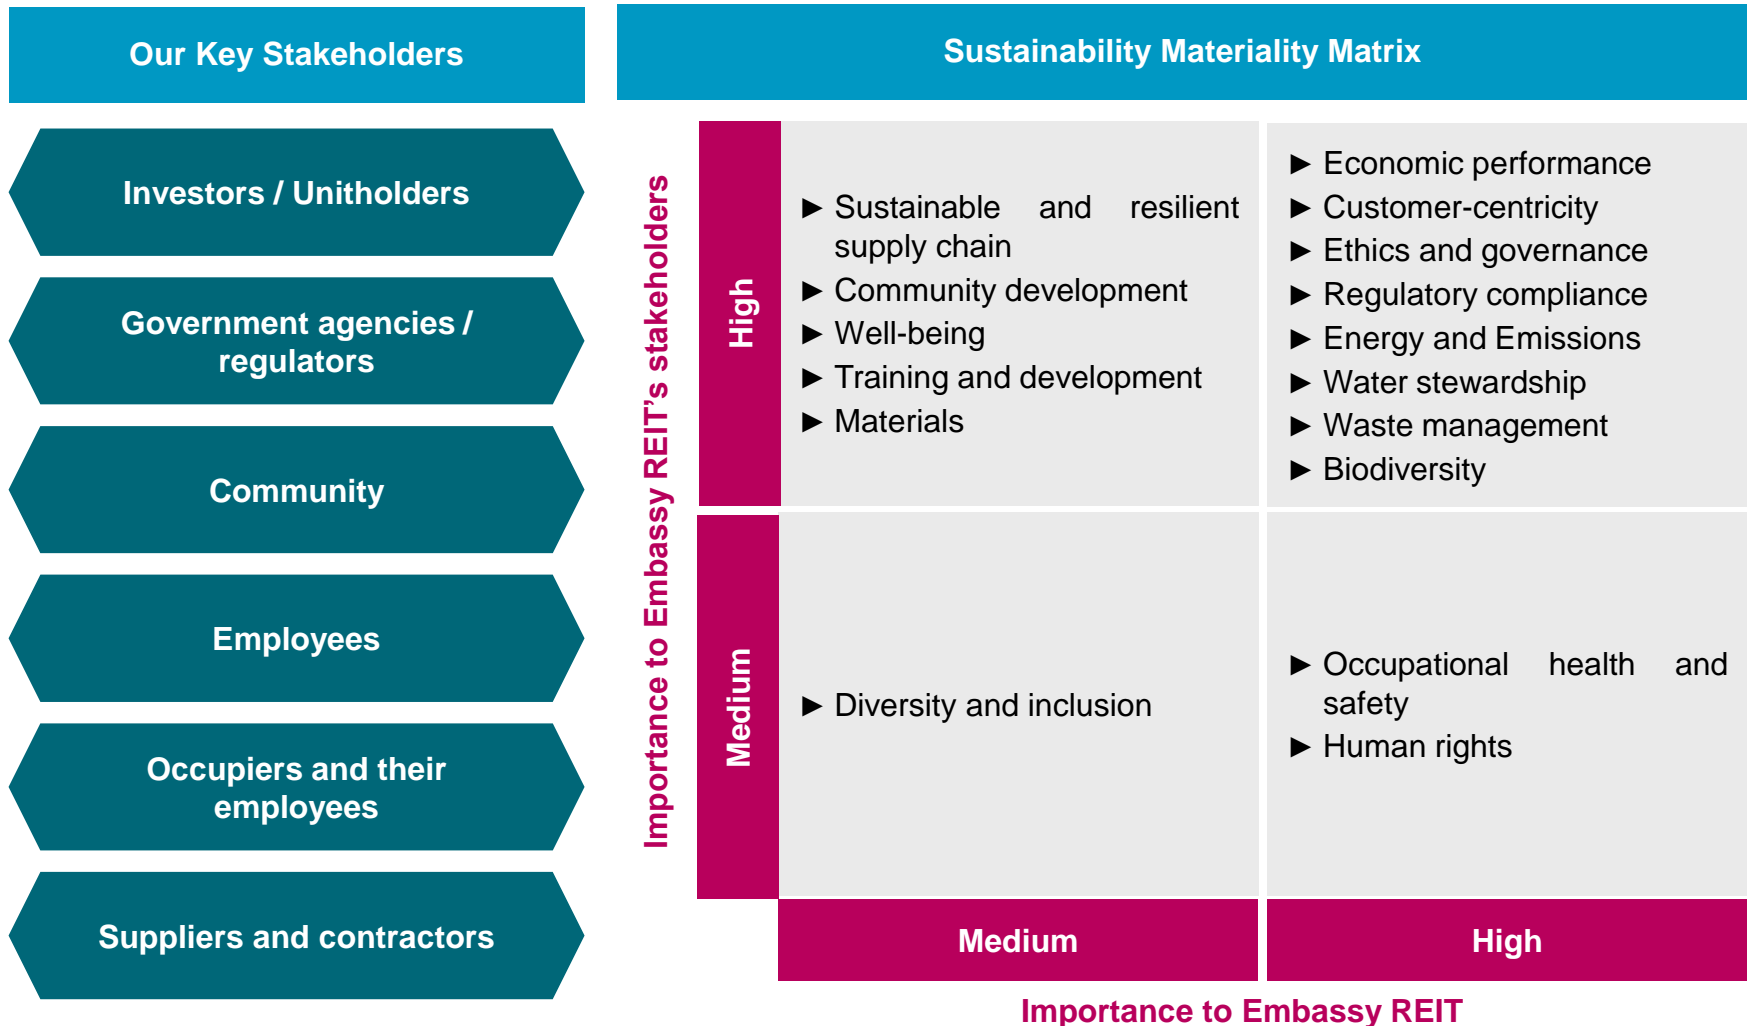 Our Key Stakeholders
Investors / Unitholders
Government agencies /
regulators
Community
Employees
Occupiers and their
employees
Suppliers and contractors
Sustainability Materiality Matrix
Importance to Embassy REIT's stakeholders
High
► Sustainable and resilient
supply chain
► Community development
► Well-being
► Training and development
► Materials
► Economic performance
► Customer-centricity
► Ethics and governance
► Regulatory compliance
► Energy and Emissions
► Water stewardship
► Waste management
► Biodiversity
Medium
► Diversity and inclusion
► Occupational health and
safety
► Human rights
Medium
High
Importance to Embassy REIT